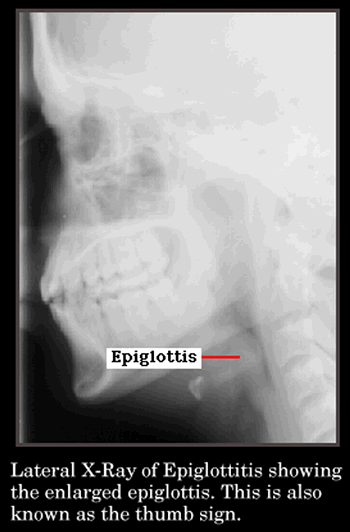 Epiglottis
Lateral X-Ray of Epiglottitis showing
the enlarged epiglottis. This is also
known as the thumb sign.